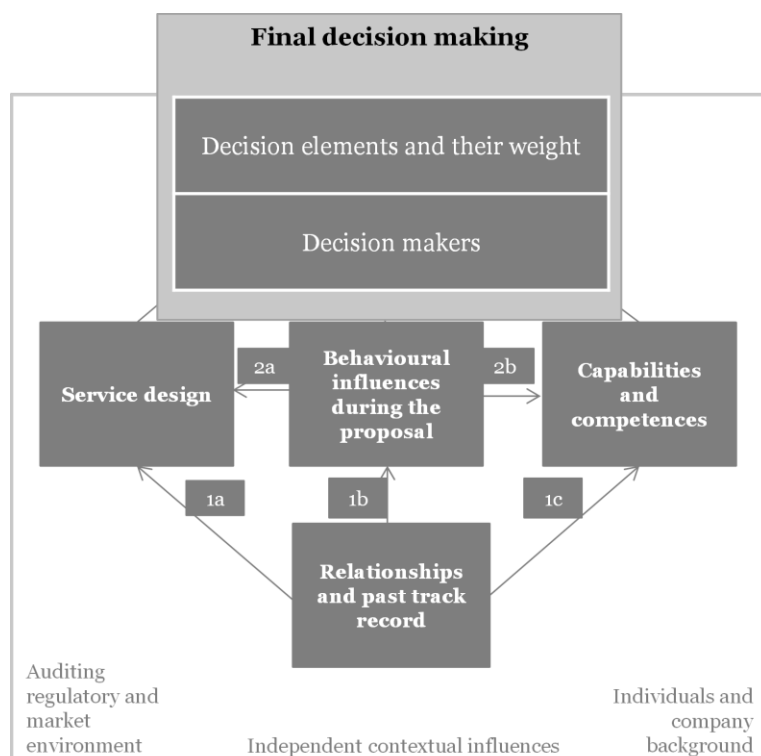 Final decision making
Decision elements and their weight
Decision makers
Service design
2a
Behavioural
influences
during the
proposal
2b
Capabilities
and
competences
1a
1b
1c
Relationships
and past track
record
Auditing
regulatory and
market
environment
Independent contextual influences
Individuals and
company
background